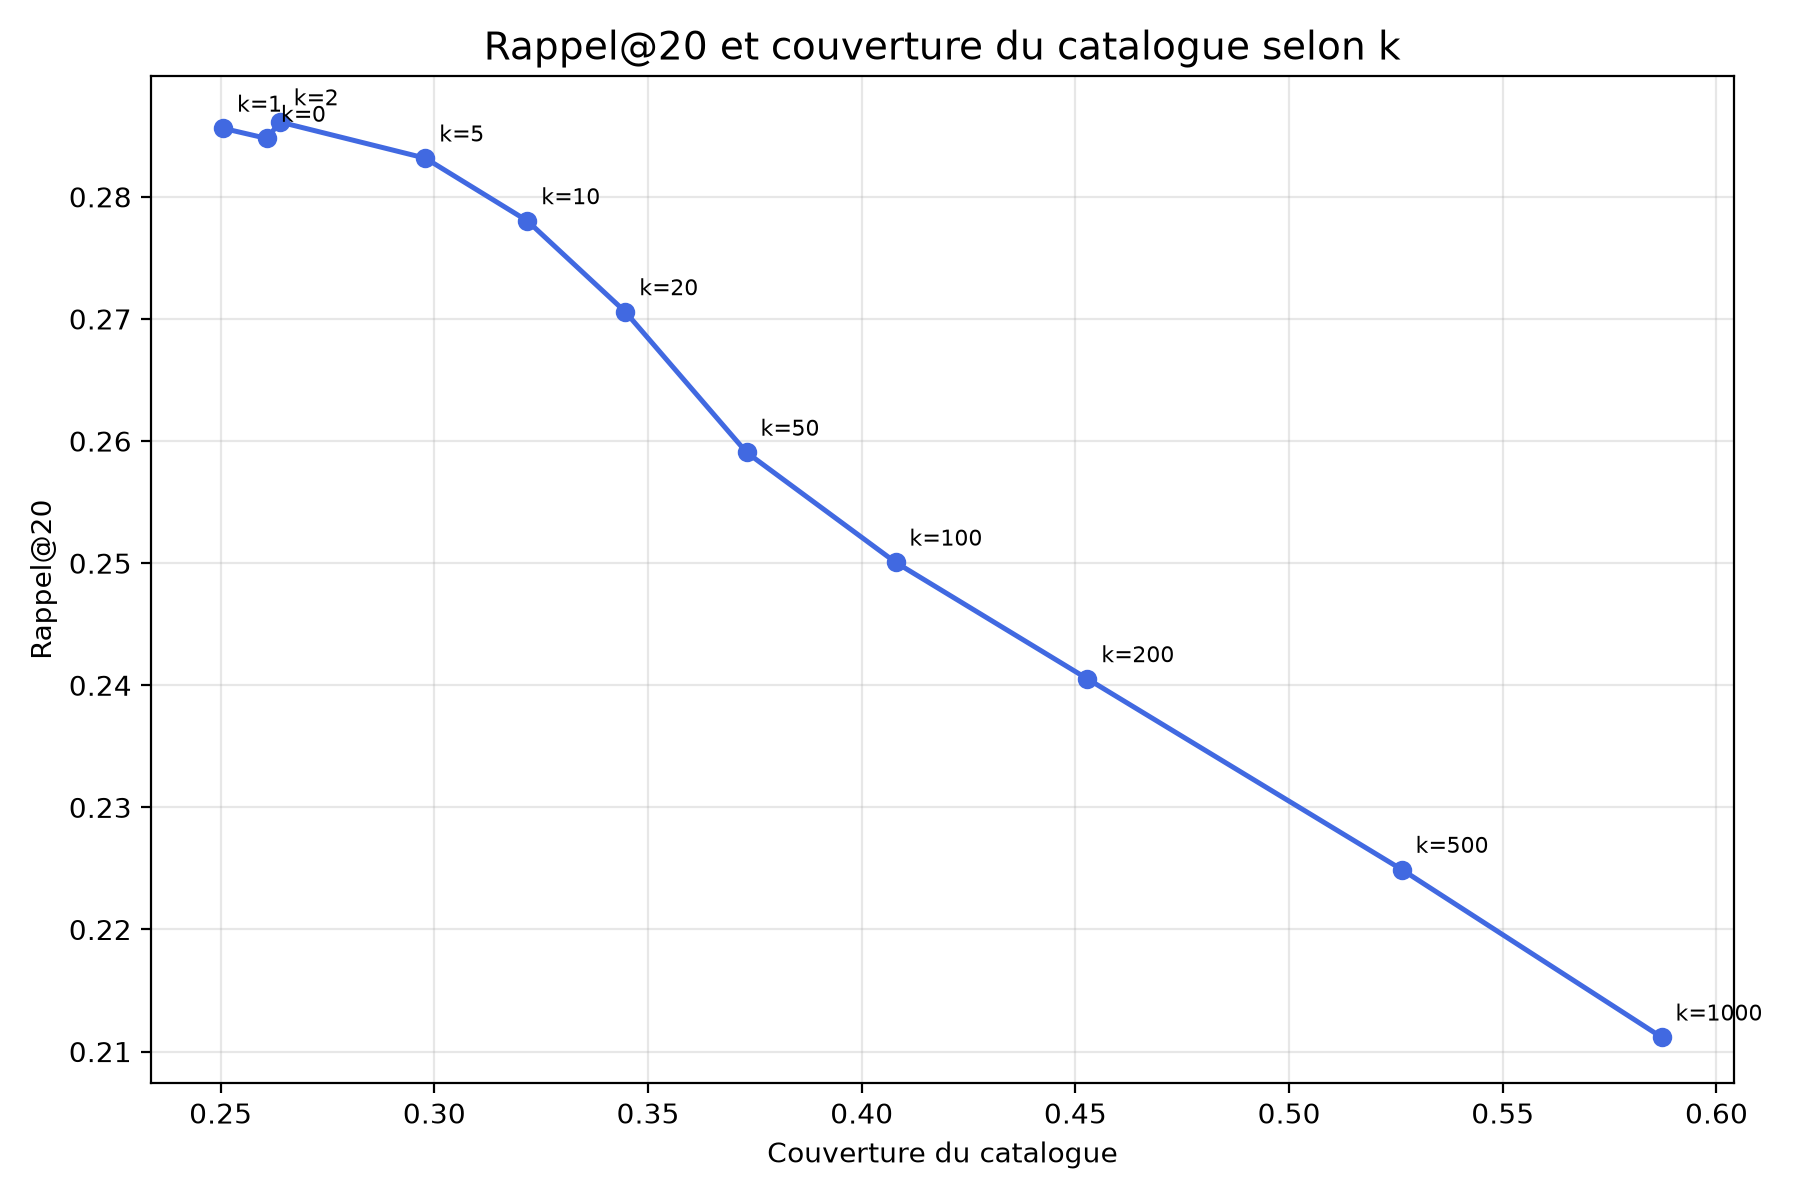 Rappel@20 et couverture du catalogue selon k
k=1
k=2
k=0
k=5
k=10
k=20
k=50
k=100
k=200
k=500
k=1000
0.28
0.27
0.26
0.25
0.24
0.23
0.22
0.21
Rappel@20
0.25 0.30 0.35 0.40 0.45 0.50 0.55 0.60
Couverture du catalogue